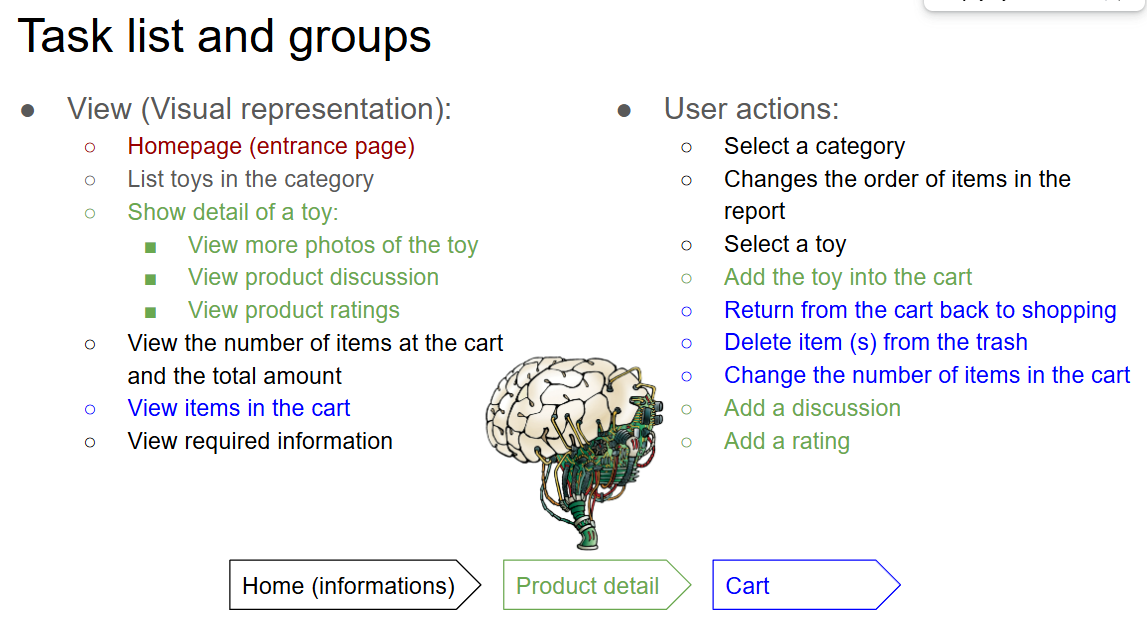 Task list and groups
View (Visual representation):
Homepage (entrance page)
List toys in the category
Show detail of a toy:
View more photos of the toy
View product discussion
View product ratings
View the number of items at the cart
and the total amount
View items in the cart
View required information
User actions:
Select a category
Changes the order of items in the
report
Select a toy
Add the toy into the cart
Return from the cart back to shopping
Delete item (s) from the trash
Change the number of items in the cart
Add a discussion
Add a rating
Home (informations)
Product detail
Cart